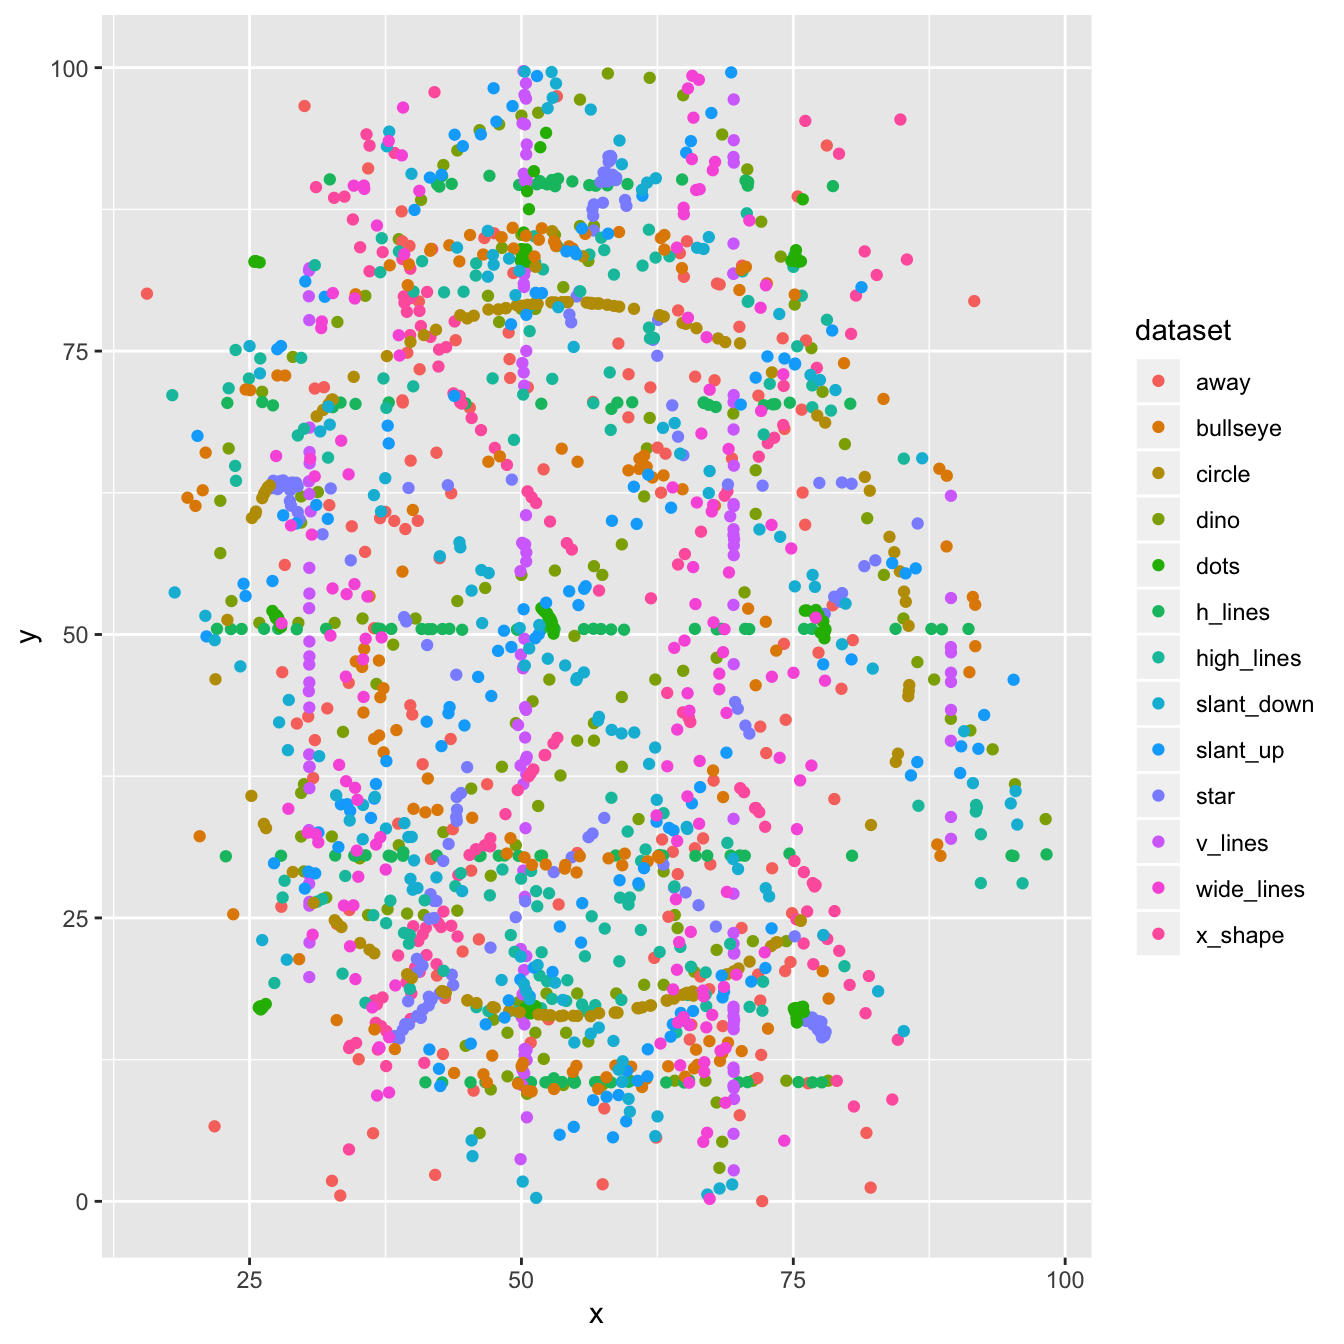 100
75
50
25
0
y
25 50 75 100
x
dataset
away
bullseye
circle
dino
dots
h_lines
high_lines
slant_down
slant_up
star
v_lines
wide_lines
x_shape